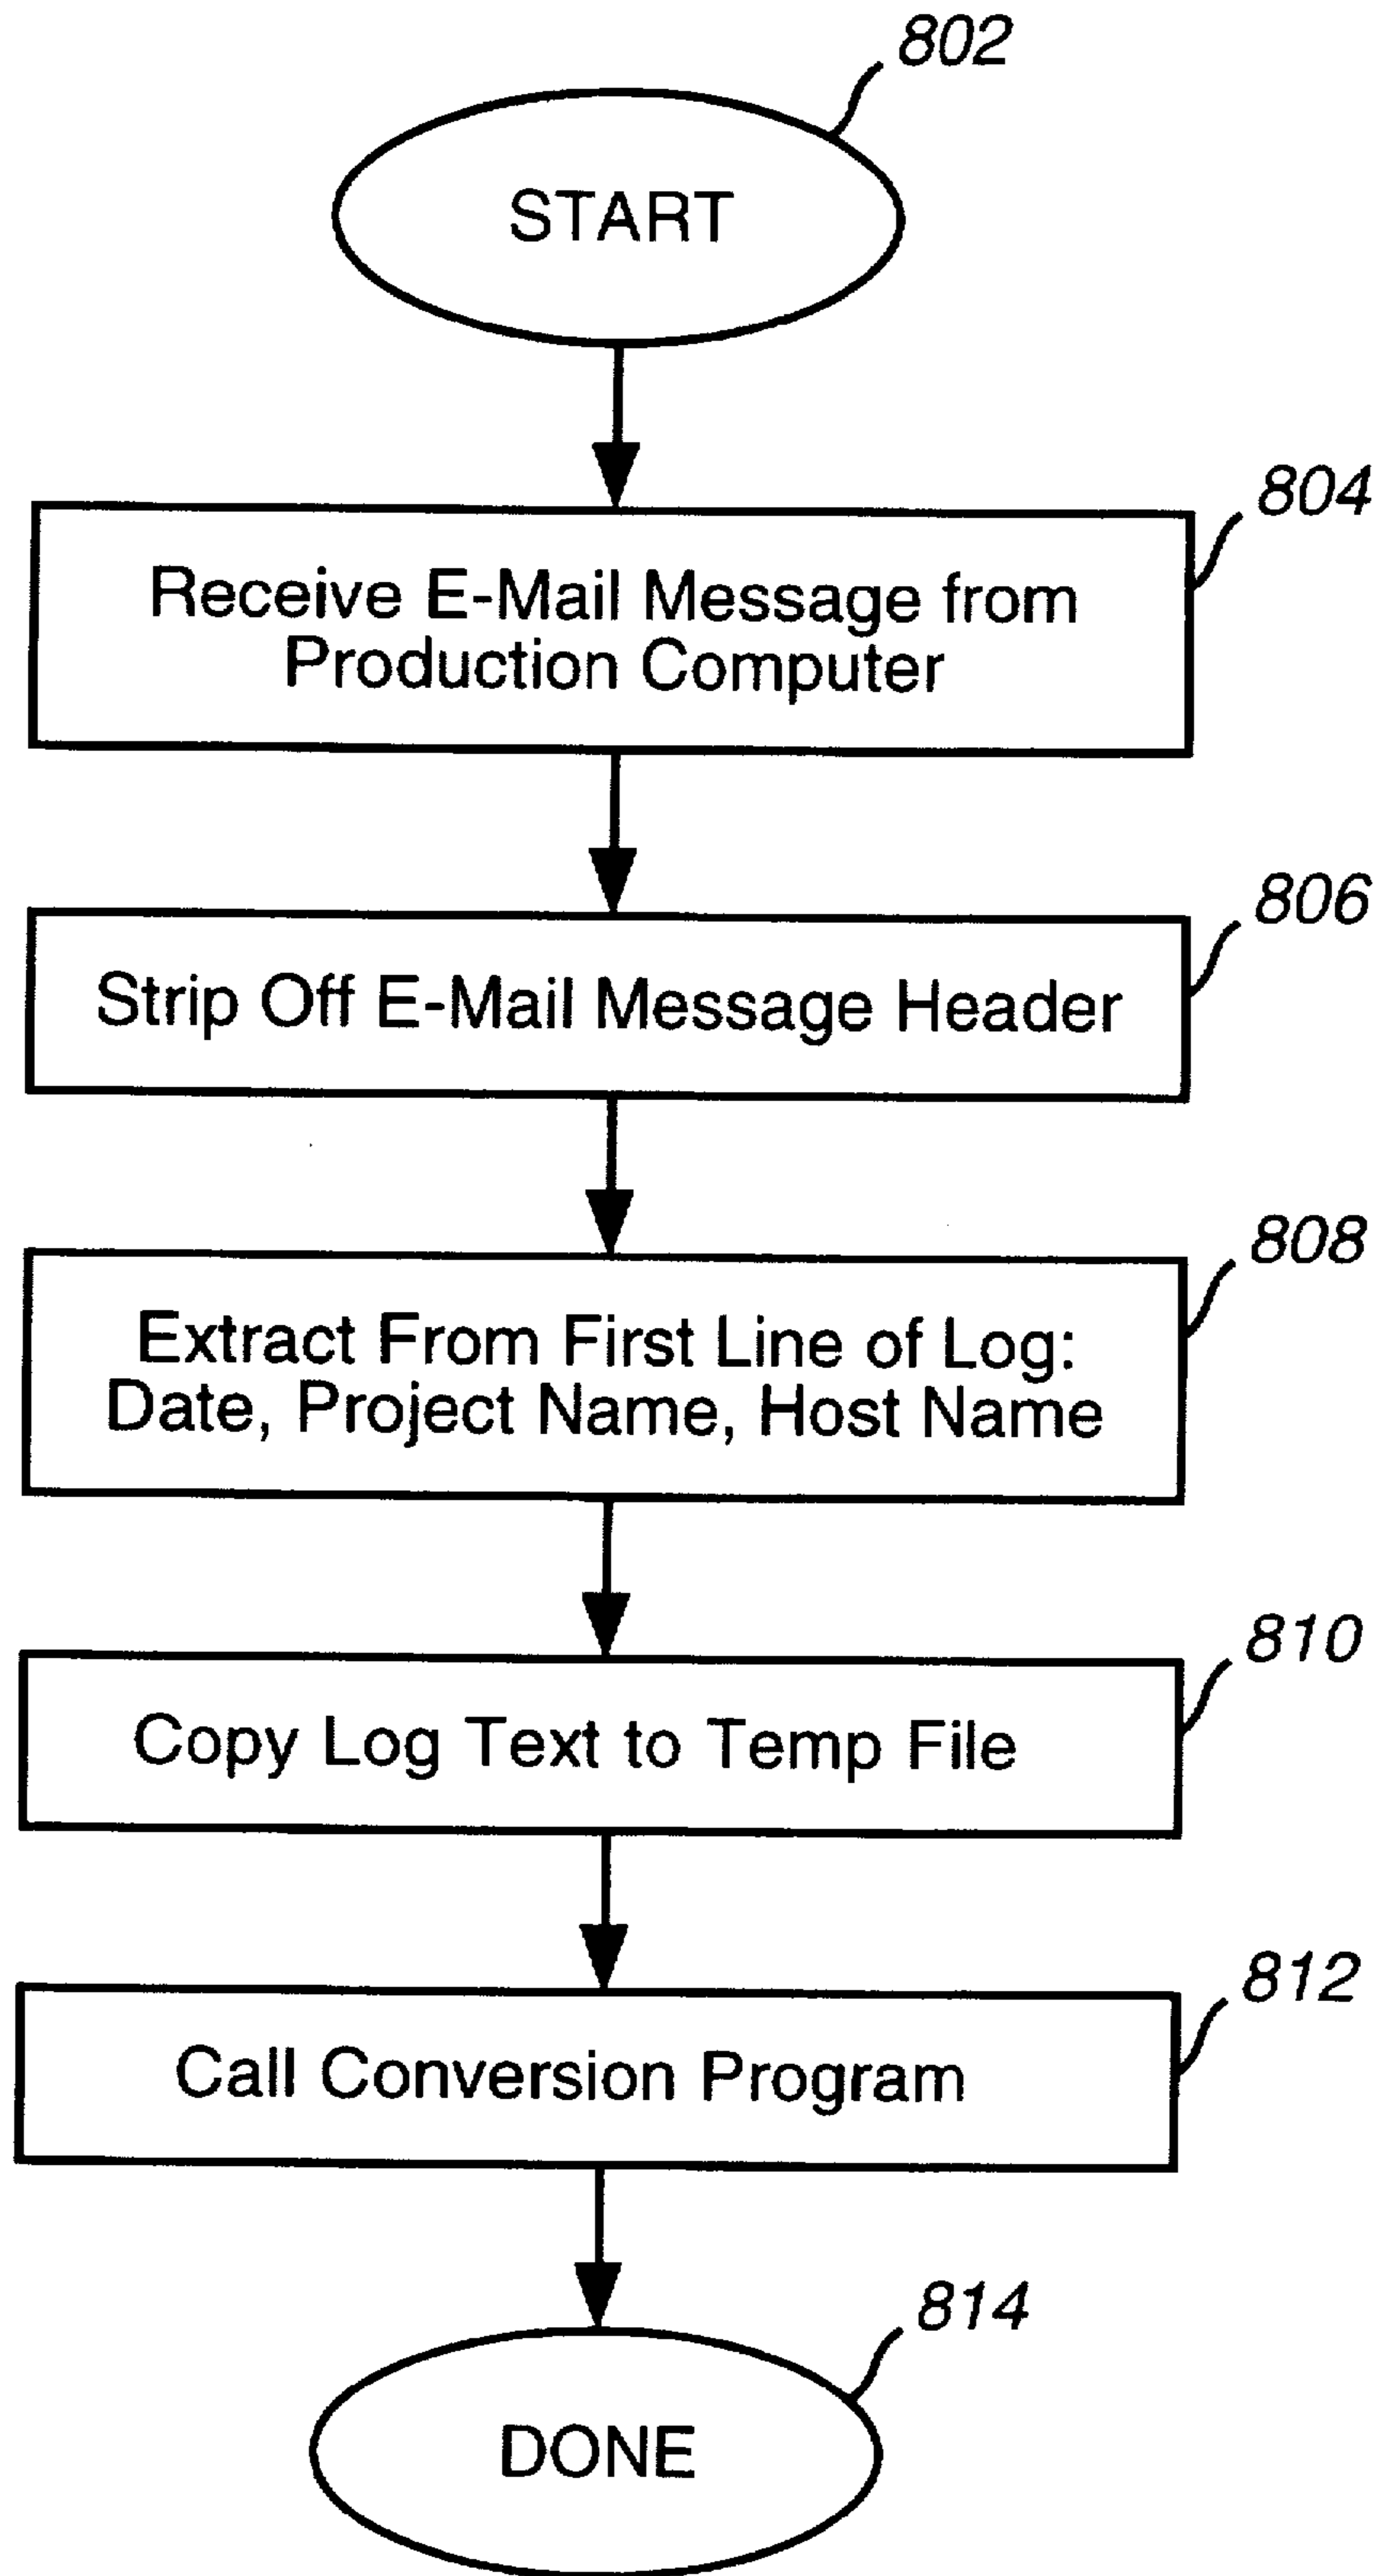 802
START
804
Receive E-Mail Message from
Production Computer
806
Strip Off E-Mail Message Header
808
Extract From First Line of Log:
Date, Project Name, Host Name
810
Copy Log Text to Temp File
812
Call Conversion Program
814
DONE